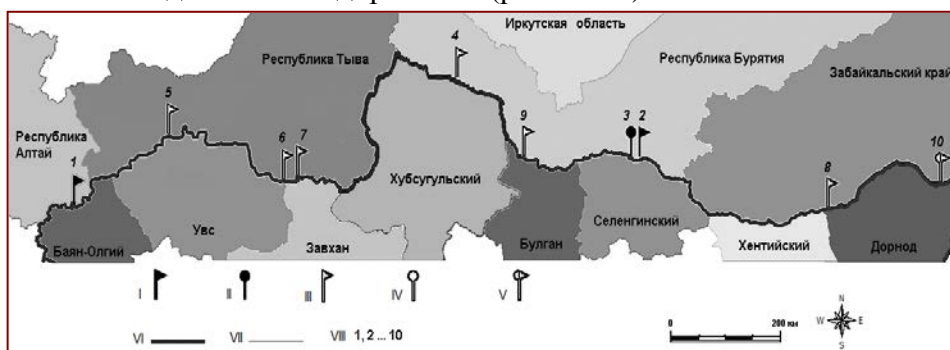 Иркутская область
4
Республика Тыва
Республика Бурятия
Забайкальский край
5
Республика
Алтай
1
6
7
9
3
2
10
8
Хубсугульский
Селенгинский
Увс
Баян-Олгий
Завхан
Булган
Хентийский
Дорнод
I
II
III
IV
V
VI
VII
VIII 1, 2 ... 10
0
200 км
N
W
E
S